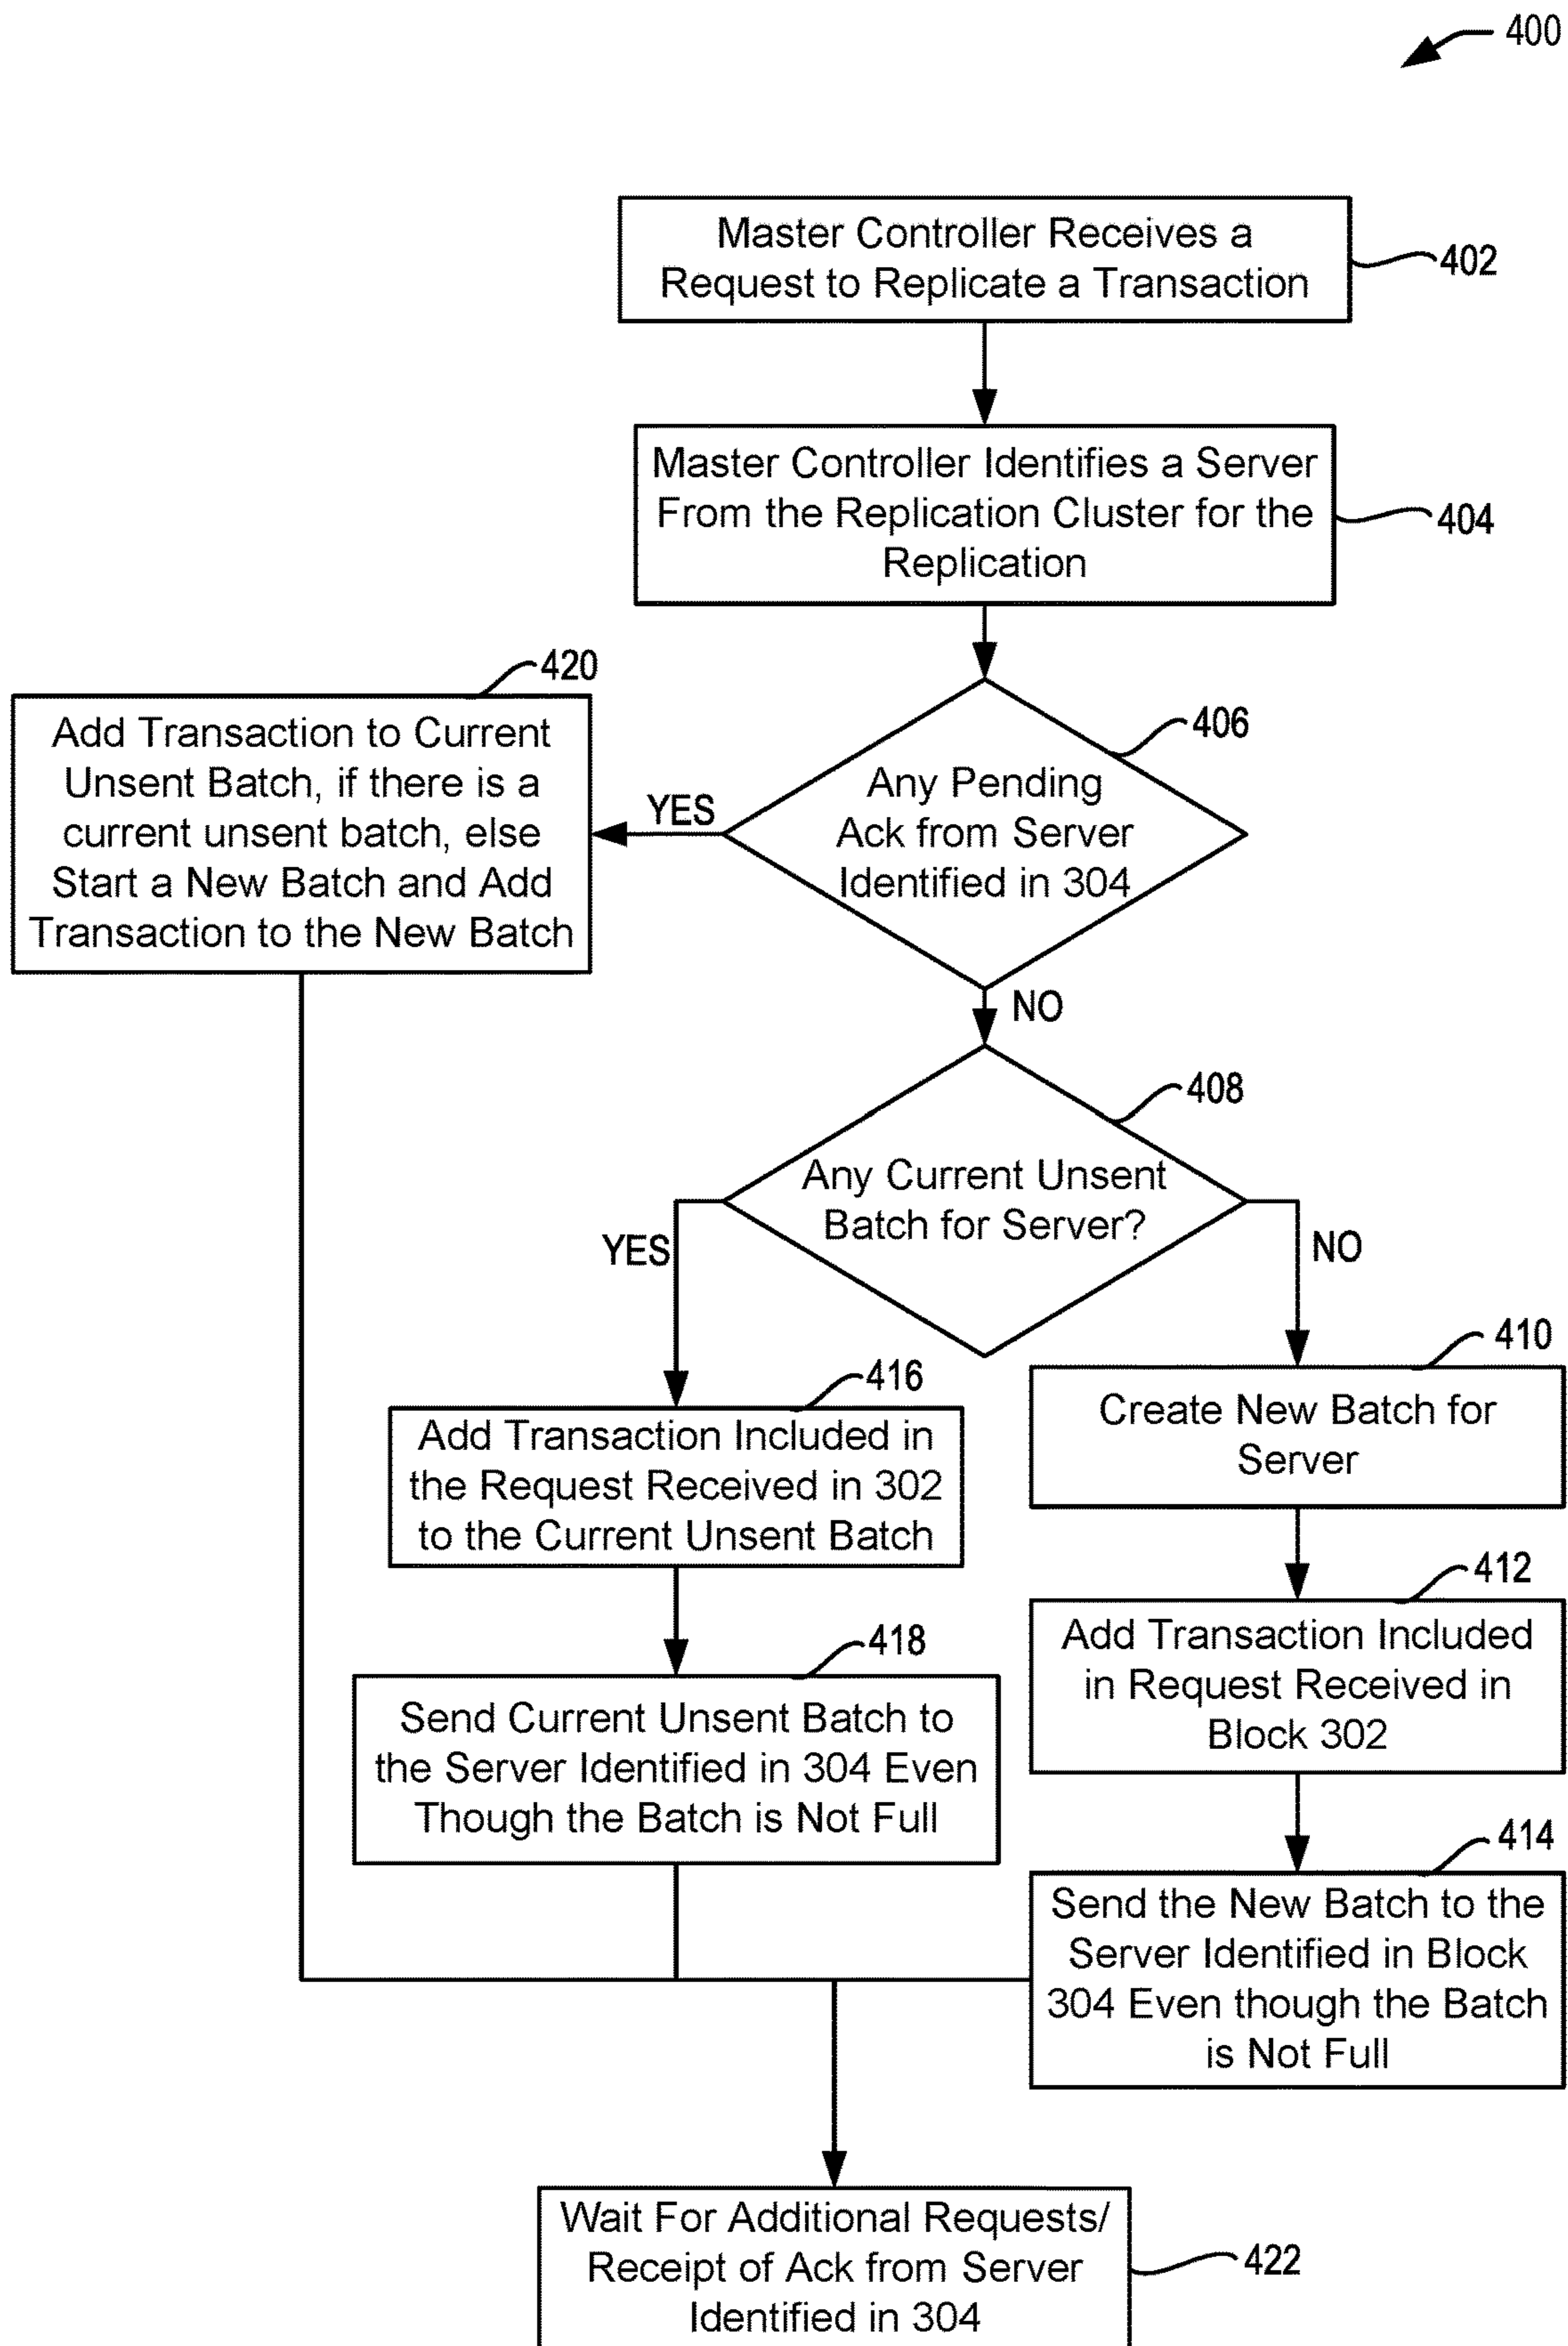 400
Master Controller Receives a
Request to Replicate a Transaction
402
Master Controller Identifies a Server
From the Replication Cluster for the
Replication
404
420
Add Transaction to Current
Unsent Batch, if there is a
current unsent batch, else
Start a New Batch and Add
Transaction to the New Batch
YES
406
Any Pending
Ack from Server
Identified in 304
NO
408
Any Current Unsent
Batch for Server?
YES
NO
416
Add Transaction Included in
the Request Received in 302
to the Current Unsent Batch
418
Send Current Unsent Batch to
the Server Identified in 304 Even
Though the Batch is Not Full
410
Create New Batch for
Server
412
Add Transaction Included
in Request Received in
Block 302
414
Send the New Batch to the
Server Identified in Block
304 Even though the Batch
is Not Full
Wait For Additional Requests/
Receipt of Ack from Server
Identified in 304
422